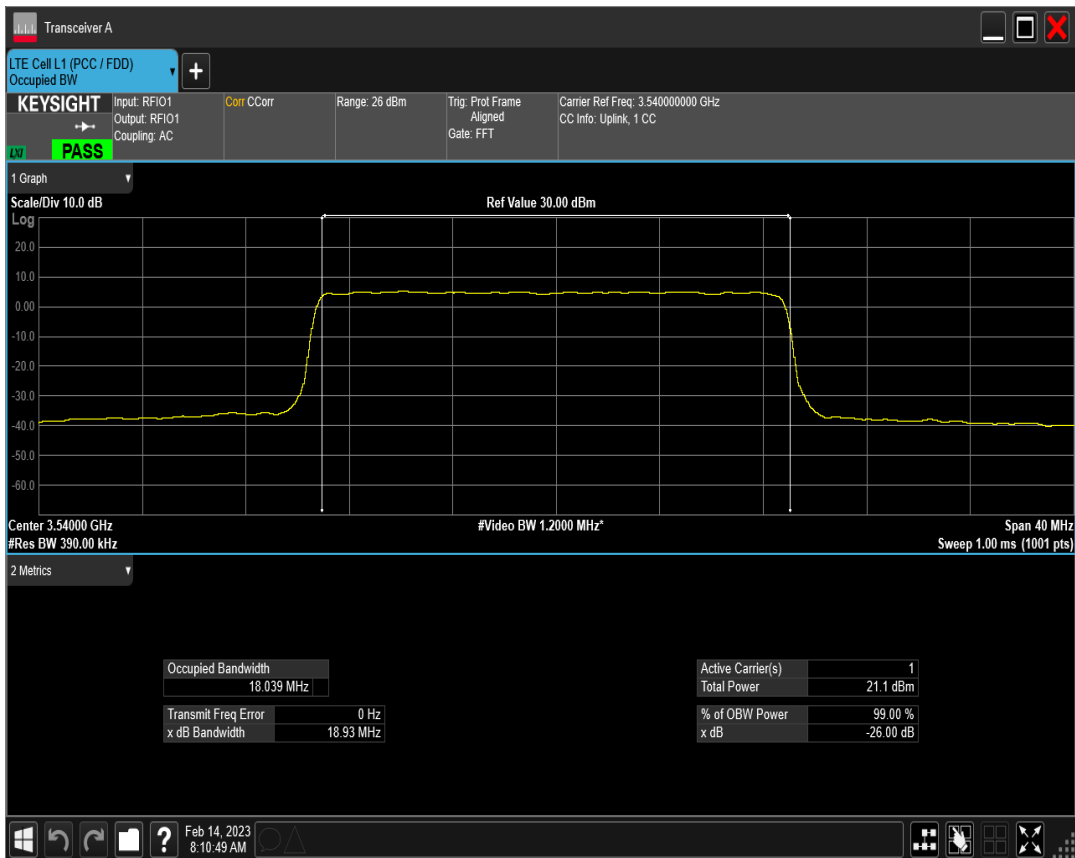 Transceiver A
LTE Cell L1 (PCC / FDD)
Occupied BW
+
KEYSIGHT
LXI
PASS
Input: RFIO1
Output: RFIO1
Coupling: AC
Corr CCorr
Range: 26 dBm
Trig: Prot Frame
Aligned
Gate: FFT
Carrier Ref Freq: 3.540000000 GHz
CC Info: Uplink, 1 CC
1 Graph
Scale/Div 10.0 dB
Ref Value 30.00 dBm
Log
20.0
10.0
0.00
-10.0
-20.0
-30.0
-40.0
-50.0
-60.0
Center 3.54000 GHz
#Video BW 1.2000 MHz*
Span 40 MHz
#Res BW 390.00 kHz
Sweep 1.00 ms (1001 pts)
2 Metrics
Occupied Bandwidth
18.039 MHz
Transmit Freq Error 0 Hz
x dB Bandwidth 18.93 MHz
Active Carrier(s) 1
Total Power 21.1 dBm
% of OBW Power 99.00 %
x dB -26.00 dB
?
Feb 14, 2023
8:10:49 AM